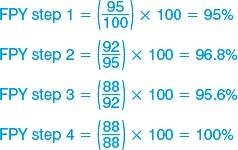 FPY step 1 = (95/100) × 100 = 95%
FPY step 2 = (92/95) × 100 = 96.8%
FPY step 3 = (88/92) × 100 = 95.6%
FPY step 4 = (88/88) × 100 = 100%